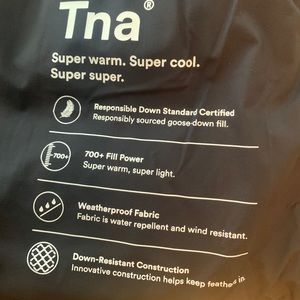 Tna®
Super warm. Super cool.
Super super.
Responsible Down Standard Certified
Responsibly sourced goose-down fill.
700+
700+ Fill Power
Super warm, super light.
Weatherproof Fabric
Fabric is water repellent and wind resistant.
Down-Resistant Construction
Innovative construction helps keep feathers in